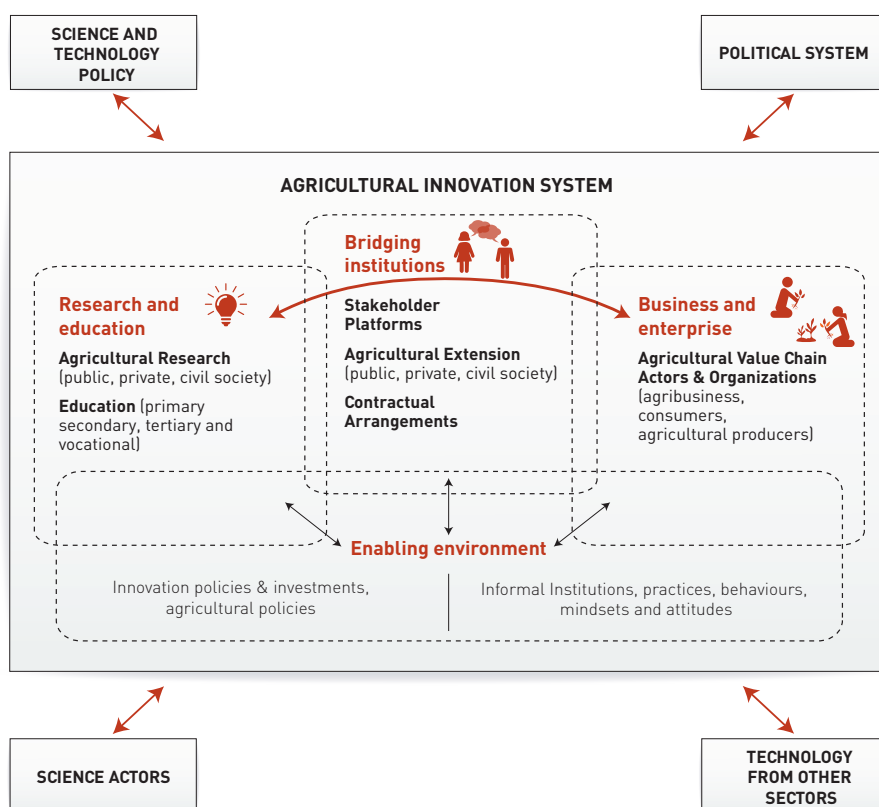 SCIENCE AND
TECHNOLOGY
POLICY
POLITICAL SYSTEM
AGRICULTURAL INNOVATION SYSTEM
Bridging
institutions
Stakeholder
Platforms
Agricultural Extension
(public, private, civil society)
Contractual
Arrangements
Research and
education
Agricultural Research
(public, private, civil society)
Education (primary
secondary, tertiary and
vocational)
Business and
enterprise
Agricultural Value Chain
Actors & Organizations
(agribusiness,
consumers,
agricultural producers)
Enabling environment
Innovation policies & investments,
agricultural policies
Informal Institutions, practices, behaviours,
mindsets and attitudes
SCIENCE ACTORS
TECHNOLOGY
FROM OTHER
SECTORS